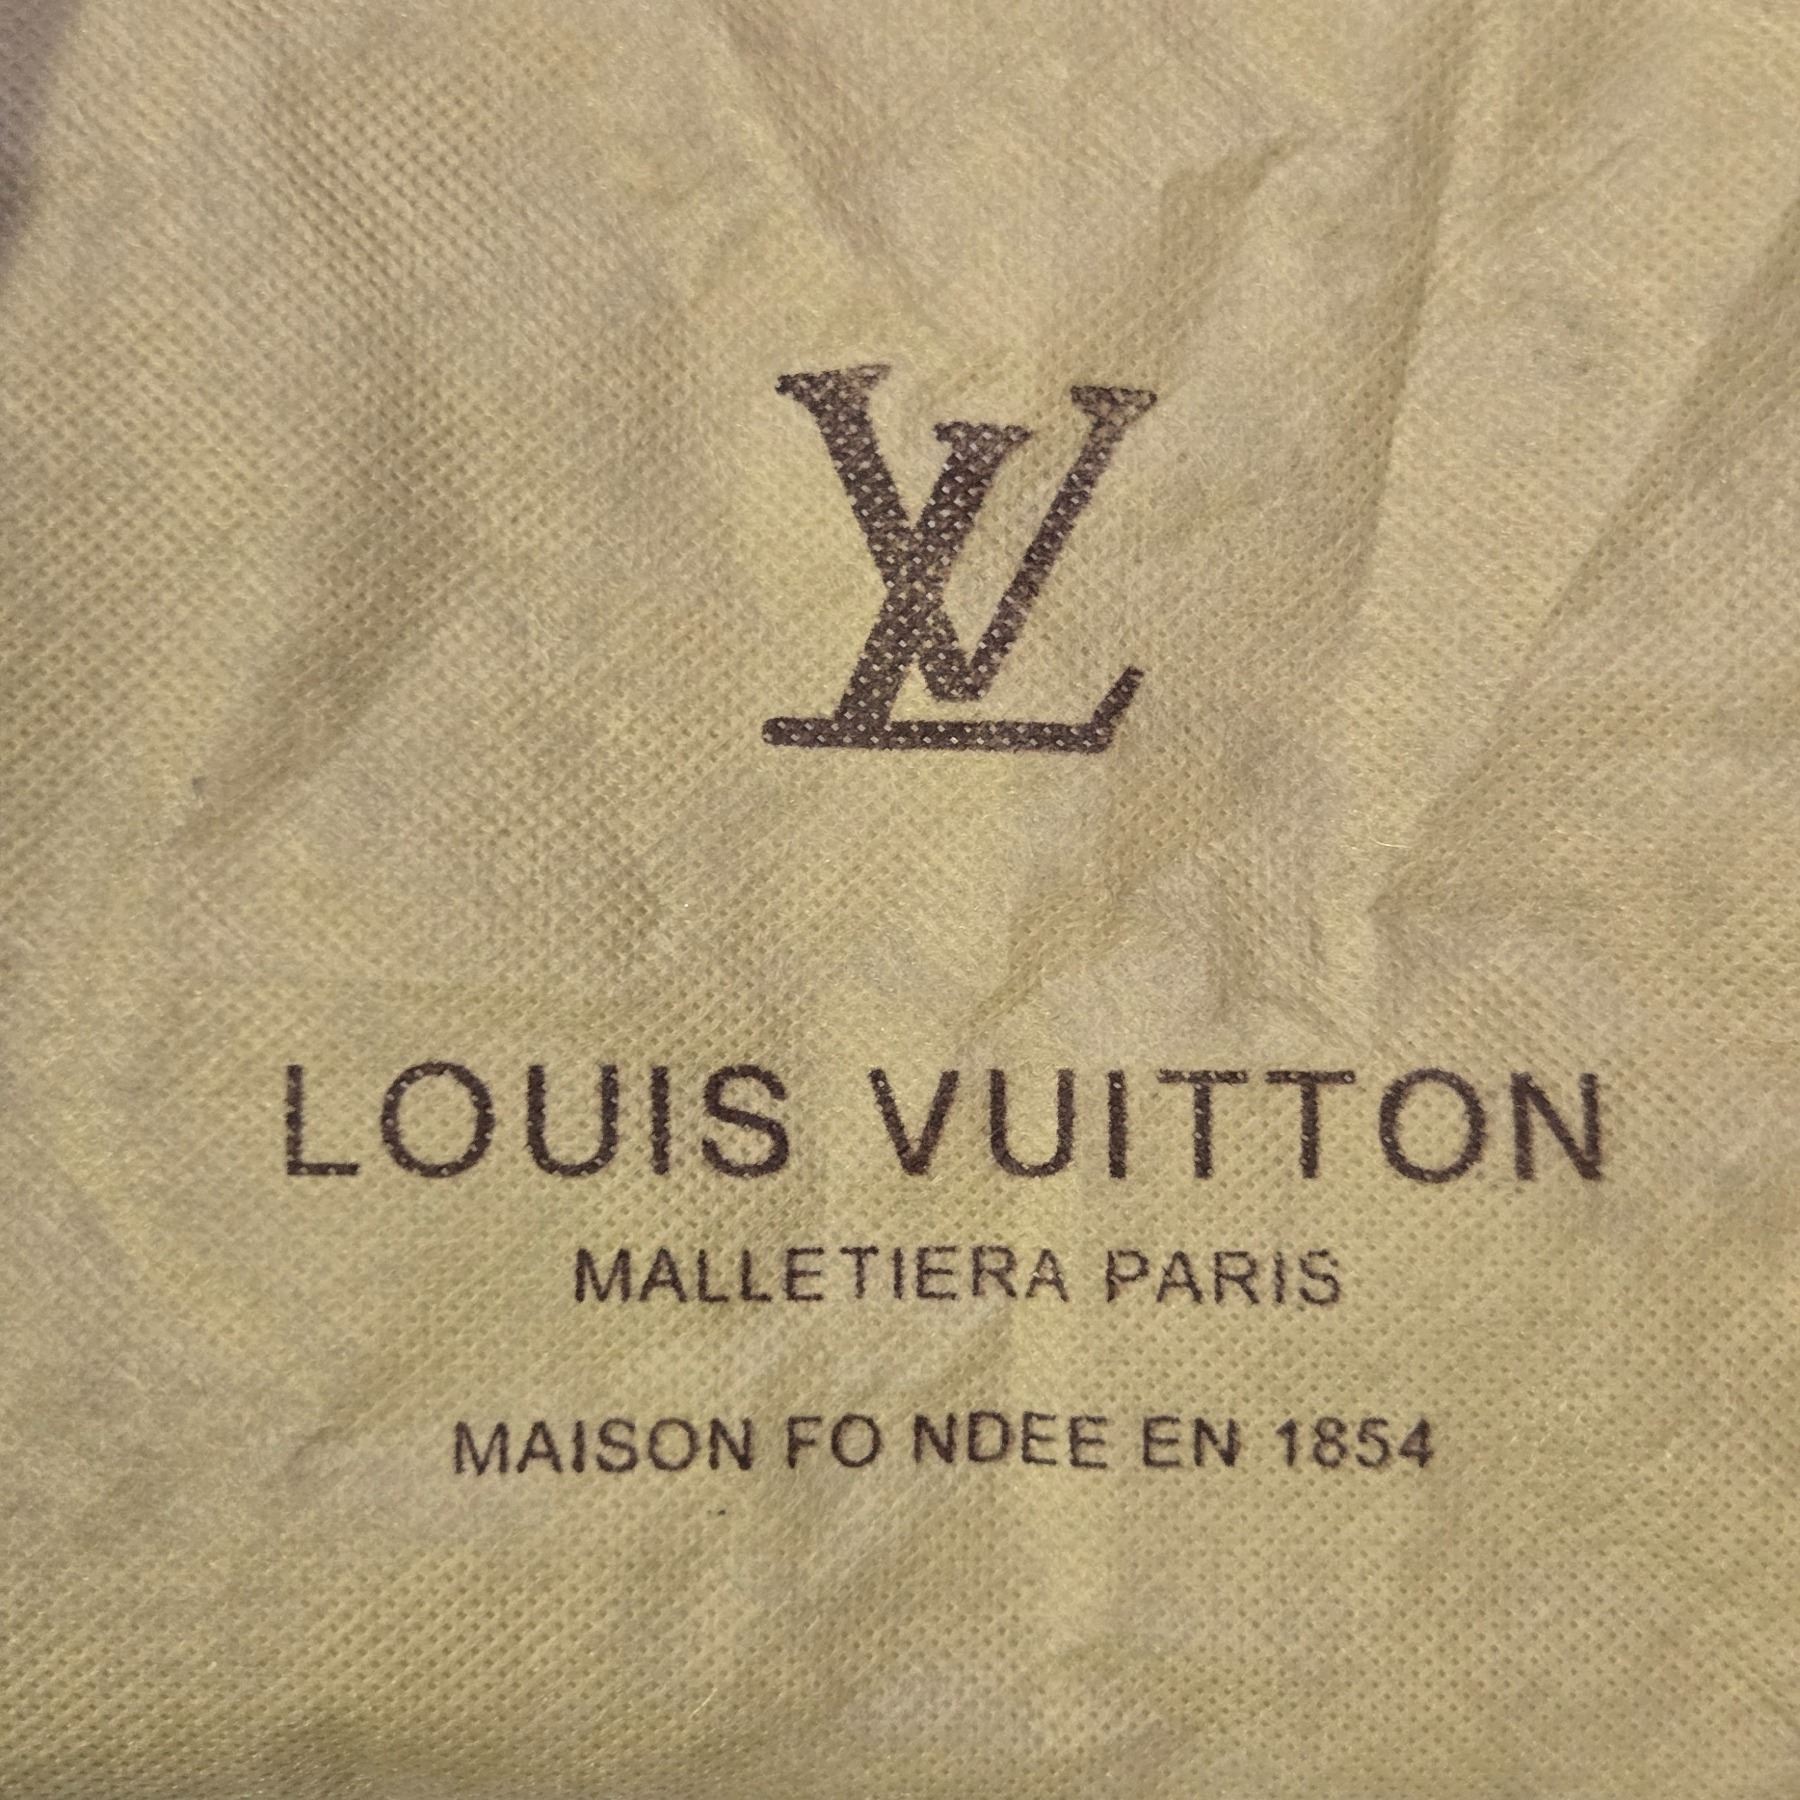 LV
LOUIS VUITTON
MALLETIERA PARIS
MAISON FO NDEE EN 1854